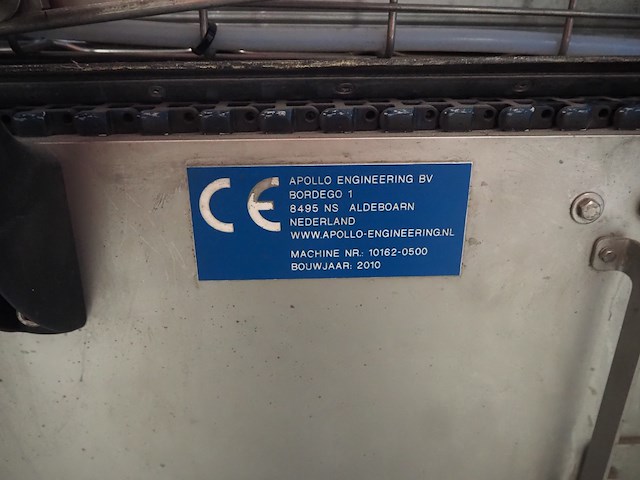 CE
APOLLO ENGINEERING BV
BORDEGO 1
8495 NS ALDEBOARN
NEDERLAND
WWW.APOLLO-ENGINEERING.NL
MACHINE NR.: 10162-0500
BOUWJAAR: 2010